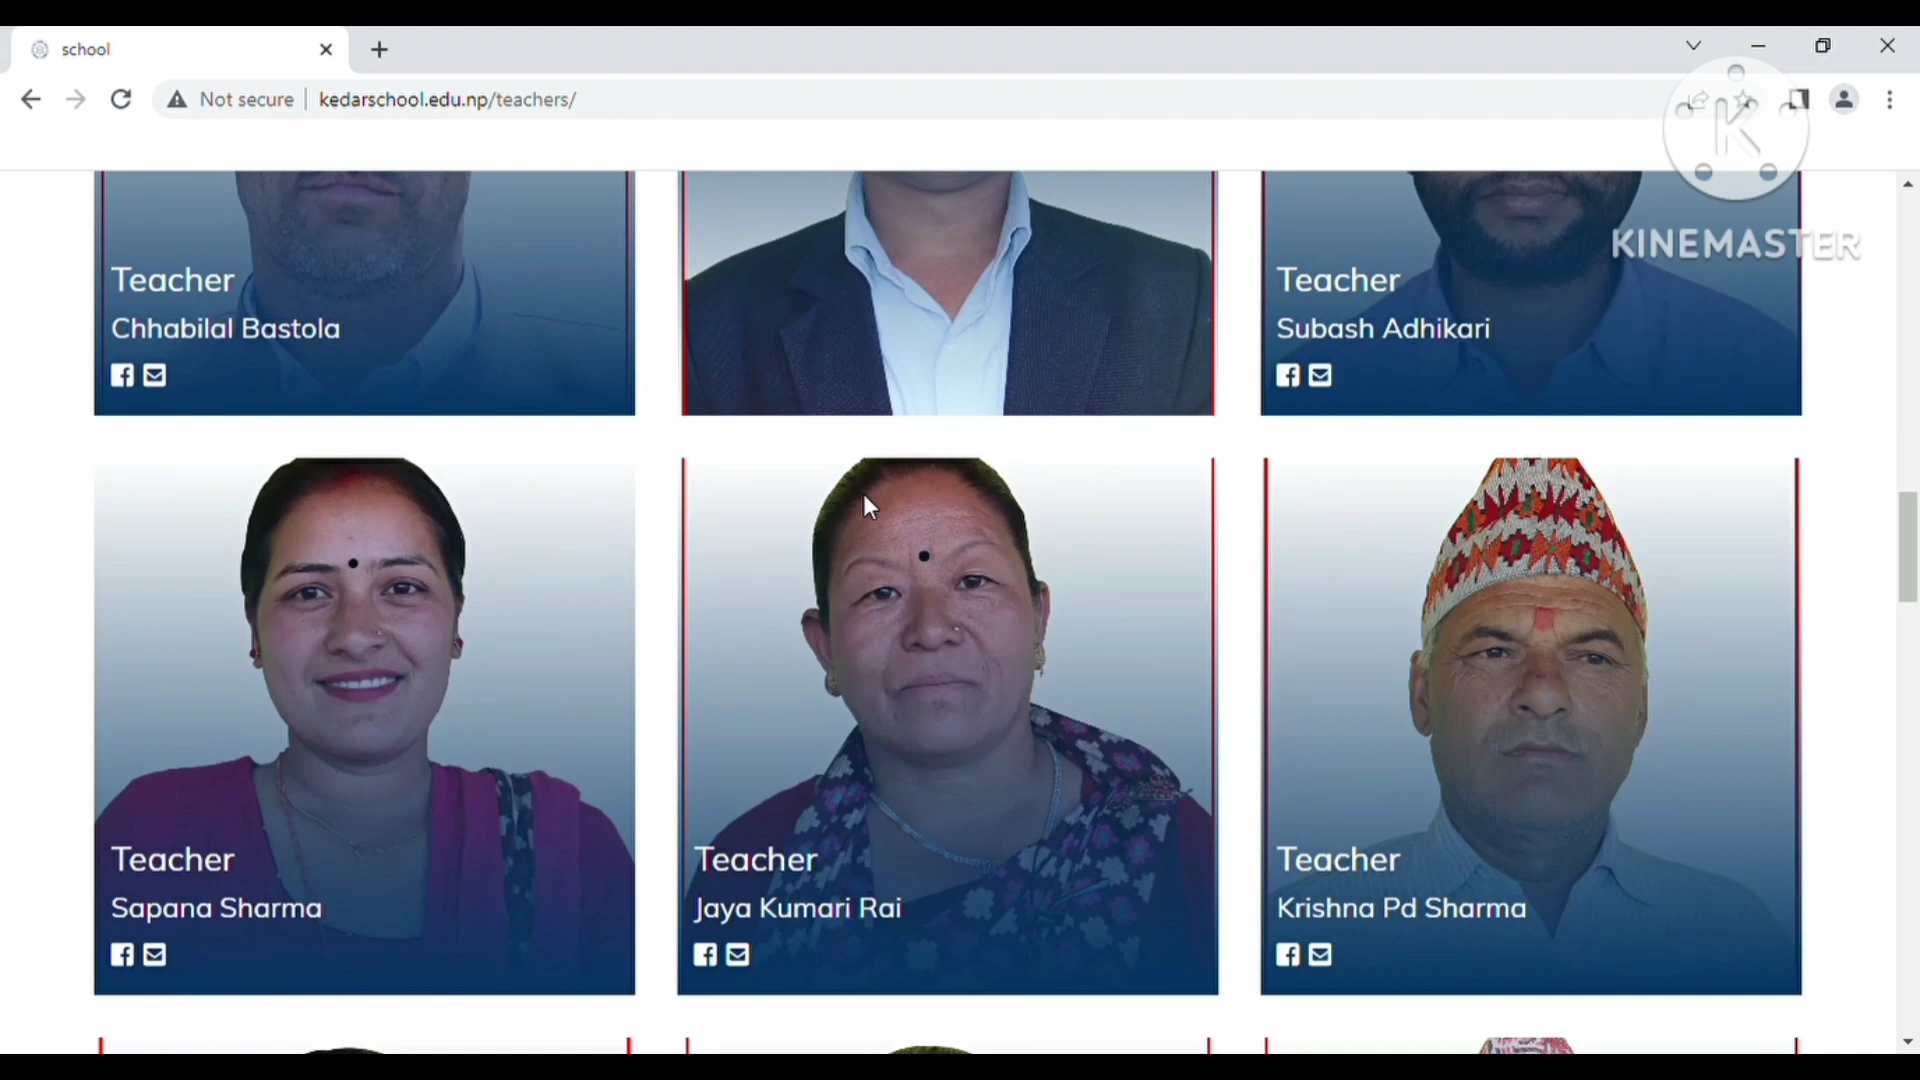 school
Not secure
kedarschool.edu.np/teachers/
K
KINEMASTER
Teacher
Chhabilal Bastola
Teacher
Subash Adhikari
Teacher
Sapana Sharma
Teacher
Jaya Kumari Rai
Teacher
Krishna Pd Sharma